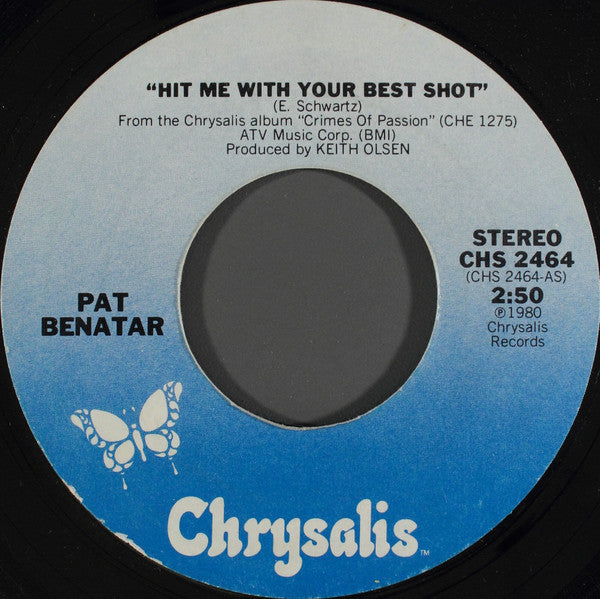 "HIT ME WITH YOUR BEST SHOT"
(E. Schwartz)
From the Chrysalis album "Crimes Of Passion" (CHE 1275)
ATV Music Corp. (BMI)
Produced by KEITH OLSEN
STEREO
CHS 2464
(CHS 2464-AS)
2:50
℗1980
Chrysalis
Records
PAT
BENATAR
Chrysalis™